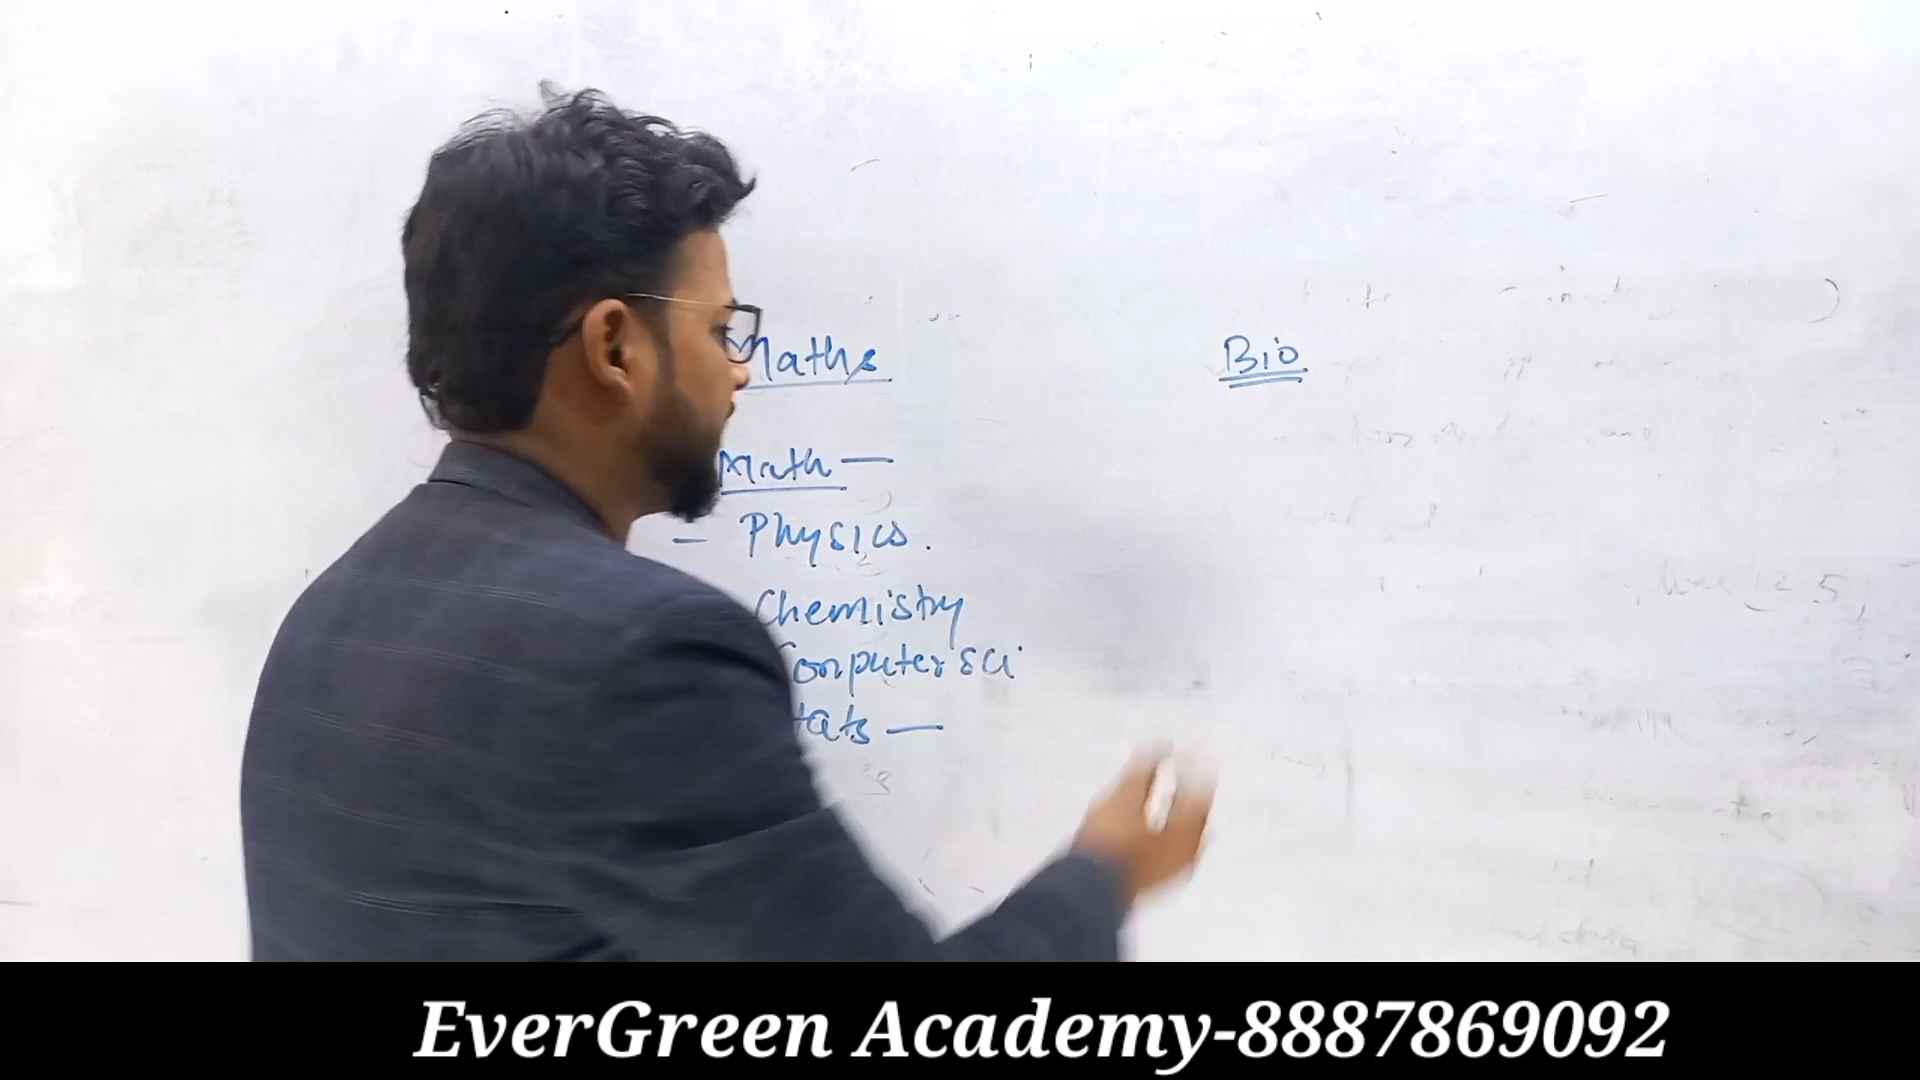 Maths
Bio
Math —
— Physics.
Chemistry
Computer sci
Stats —
EverGreen Academy-8887869092